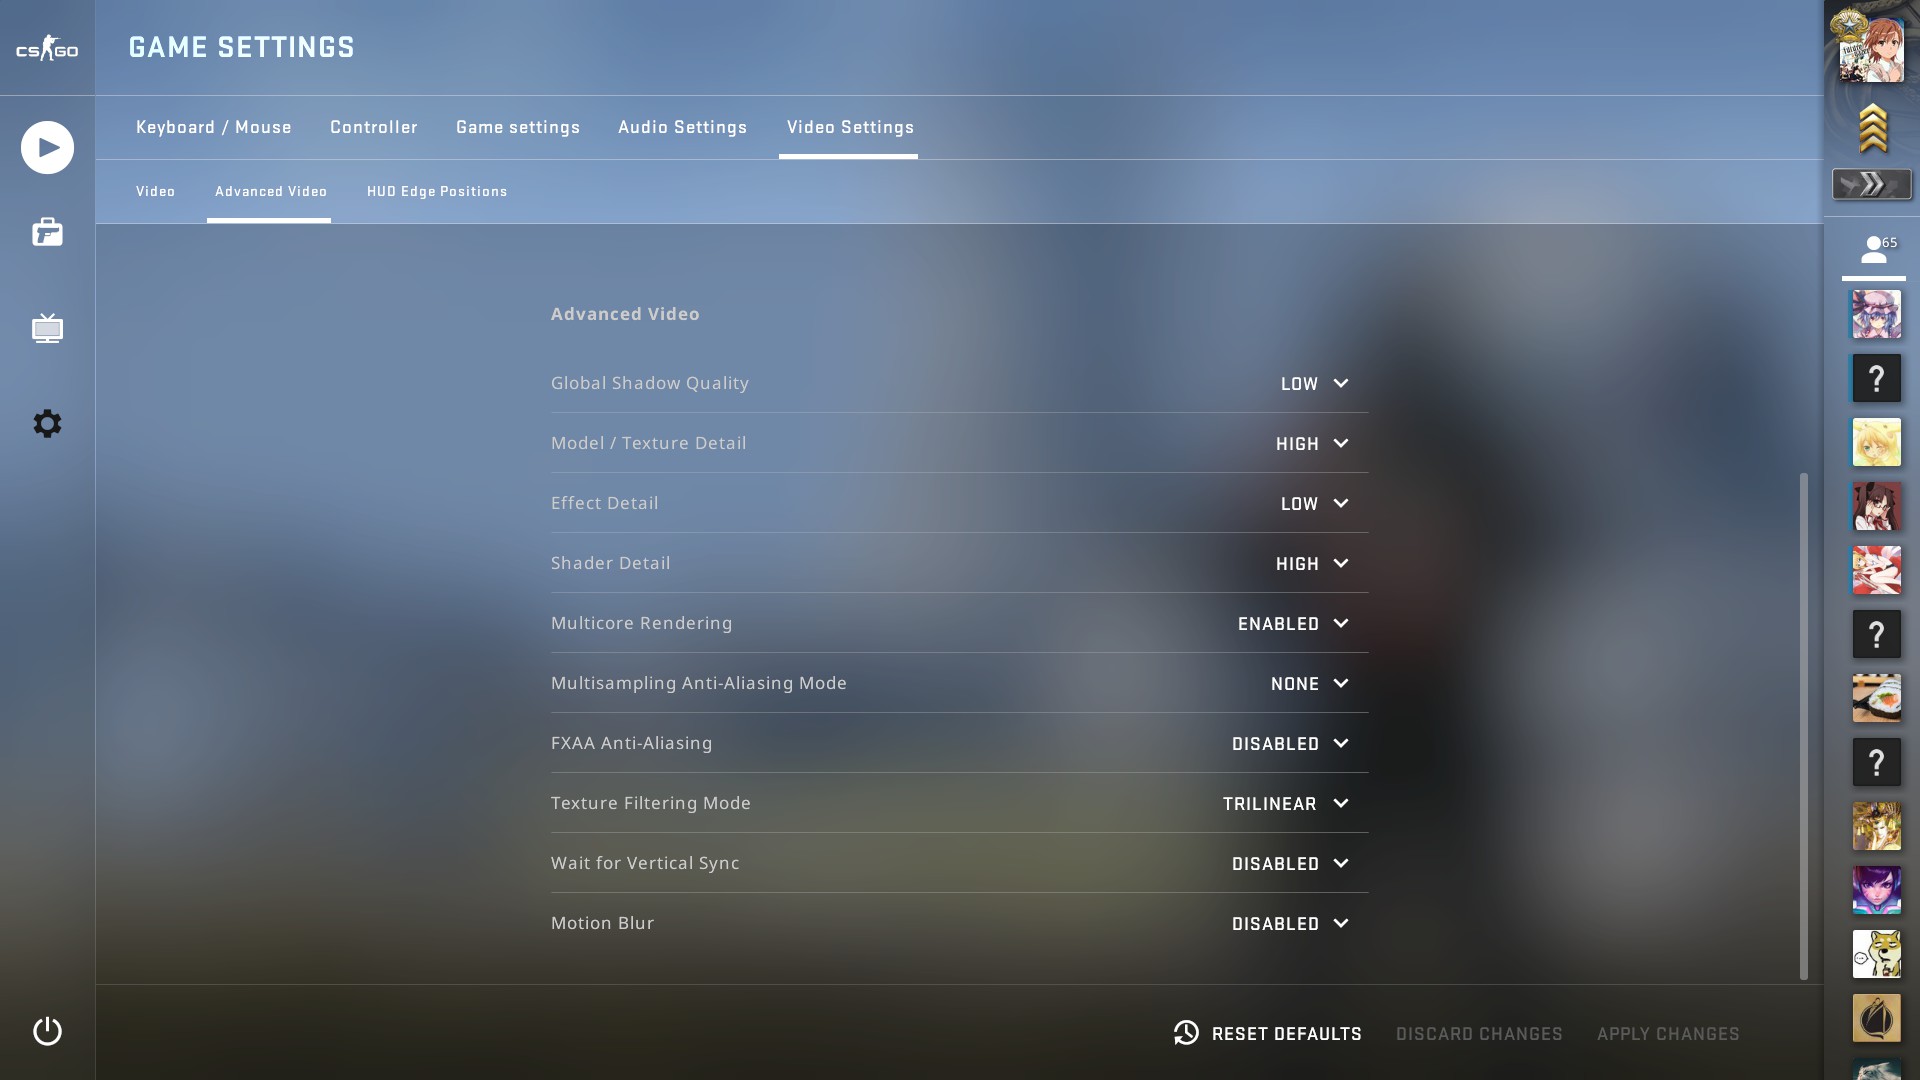 CS GO
GAME SETTINGS
Keyboard / Mouse
Controller
Game settings
Audio Settings
Video Settings
Video
Advanced Video
HUD Edge Positions
65
Advanced Video
Global Shadow Quality LOW
Model / Texture Detail HIGH
Effect Detail LOW
Shader Detail HIGH
Multicore Rendering ENABLED
Multisampling Anti-Aliasing Mode NONE
FXAA Anti-Aliasing DISABLED
Texture Filtering Mode TRILINEAR
Wait for Vertical Sync DISABLED
Motion Blur DISABLED
?
?
?
RESET DEFAULTS
DISCARD CHANGES
APPLY CHANGES